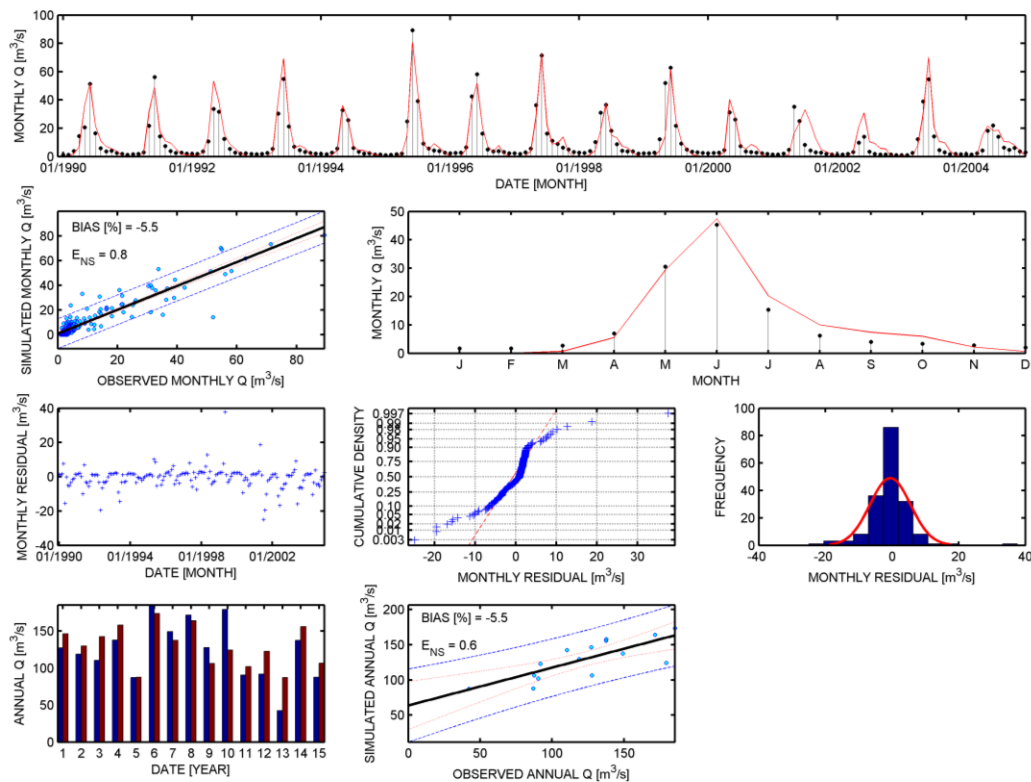 MONTHLY Q [m³/s]
100
80
60
40
20
0
01/1990 01/1992 01/1994 01/1996 01/1998 01/2000 01/2002 01/2004
DATE [MONTH]
SIMULATED MONTHLY Q [m³/s]
80
60
40
20
0
BIAS [%] = -5.5
E_NS = 0.8
0 20 40 60 80
OBSERVED MONTHLY Q [m³/s]
MONTHLY Q [m³/s]
50
40
30
20
10
0
J F M A M J J A S O N D
MONTH
MONTHLY RESIDUAL [m³/s]
40
20
0
-20
-40
01/1990 01/1994 01/1998 01/2002
DATE [MONTH]
CUMULATIVE DENSITY
0.997
0.99
0.98
0.95
0.90
0.75
0.50
0.25
0.10
0.05
0.02
0.01
0.003
-20 -10 0 10 20 30
MONTHLY RESIDUAL [m³/s]
FREQUENCY
100
80
60
40
20
0
-40 -20 0 20 40
MONTHLY RESIDUAL [m³/s]
ANNUAL Q [m³/s]
150
100
50
0
1 2 3 4 5 6 7 8 9 10 11 12 13 14 15
DATE [YEAR]
SIMULATED ANNUAL Q [m³/s]
200
150
100
50
BIAS [%] = -5.5
E_NS = 0.6
0 50 100 150
OBSERVED ANNUAL Q [m³/s]